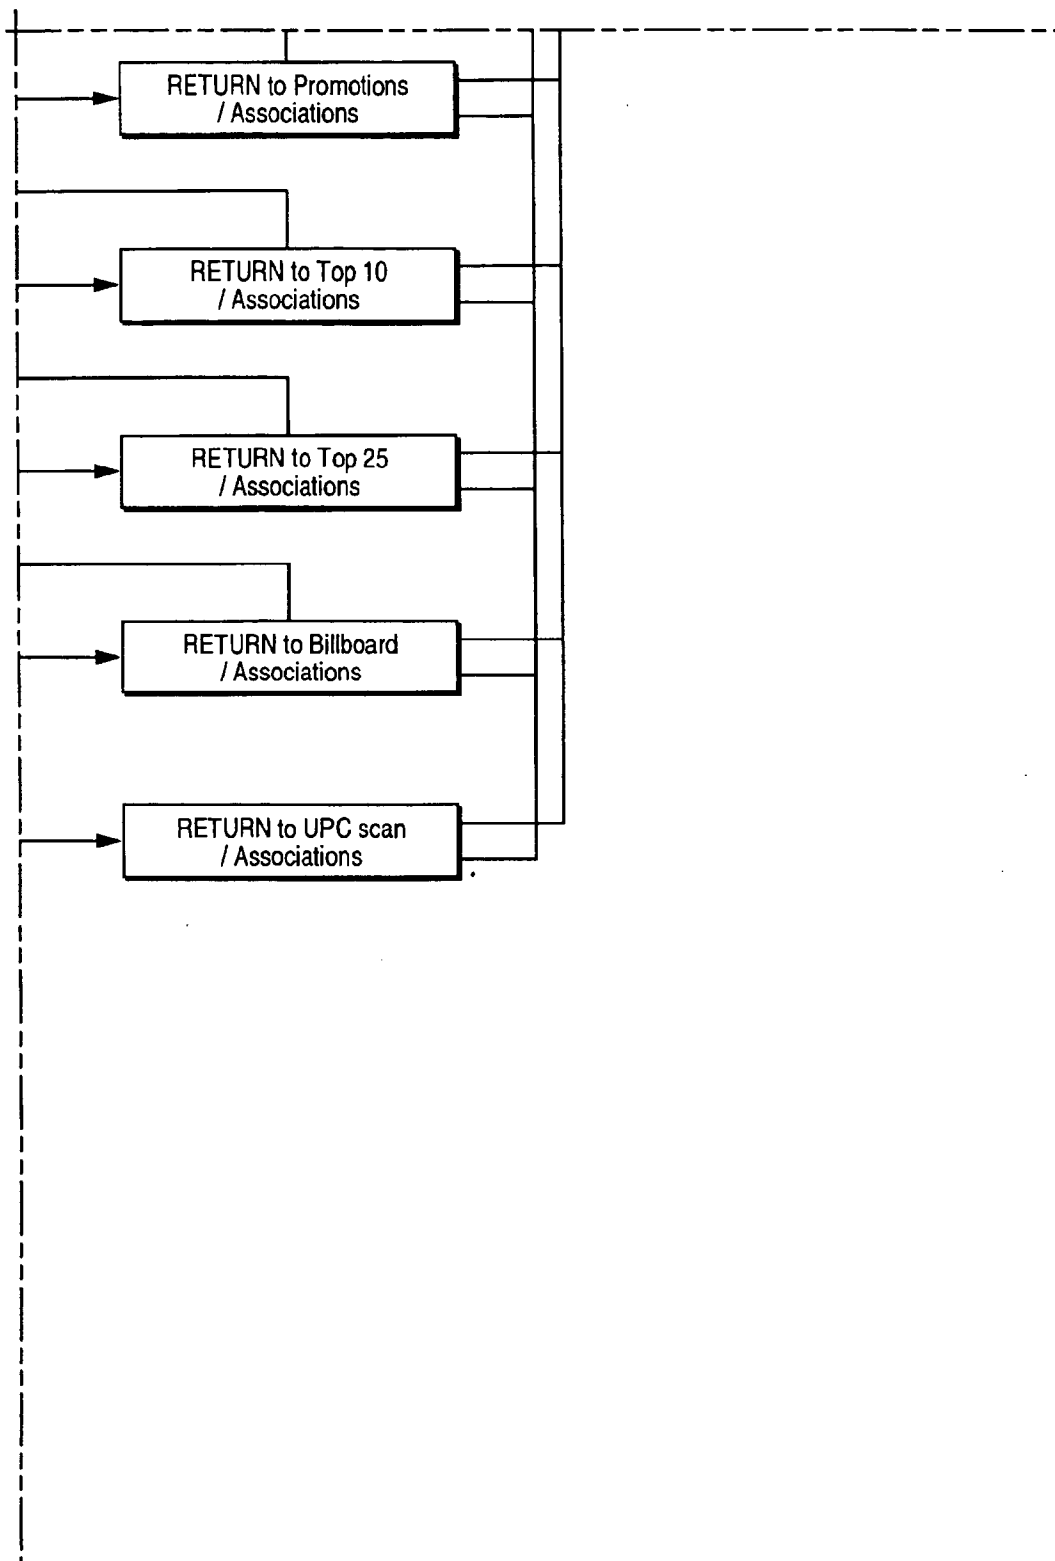 RETURN to Promotions
/ Associations
RETURN to Top 10
/ Associations
RETURN to Top 25
/ Associations
RETURN to Billboard
/ Associations
RETURN to UPC scan
/ Associations